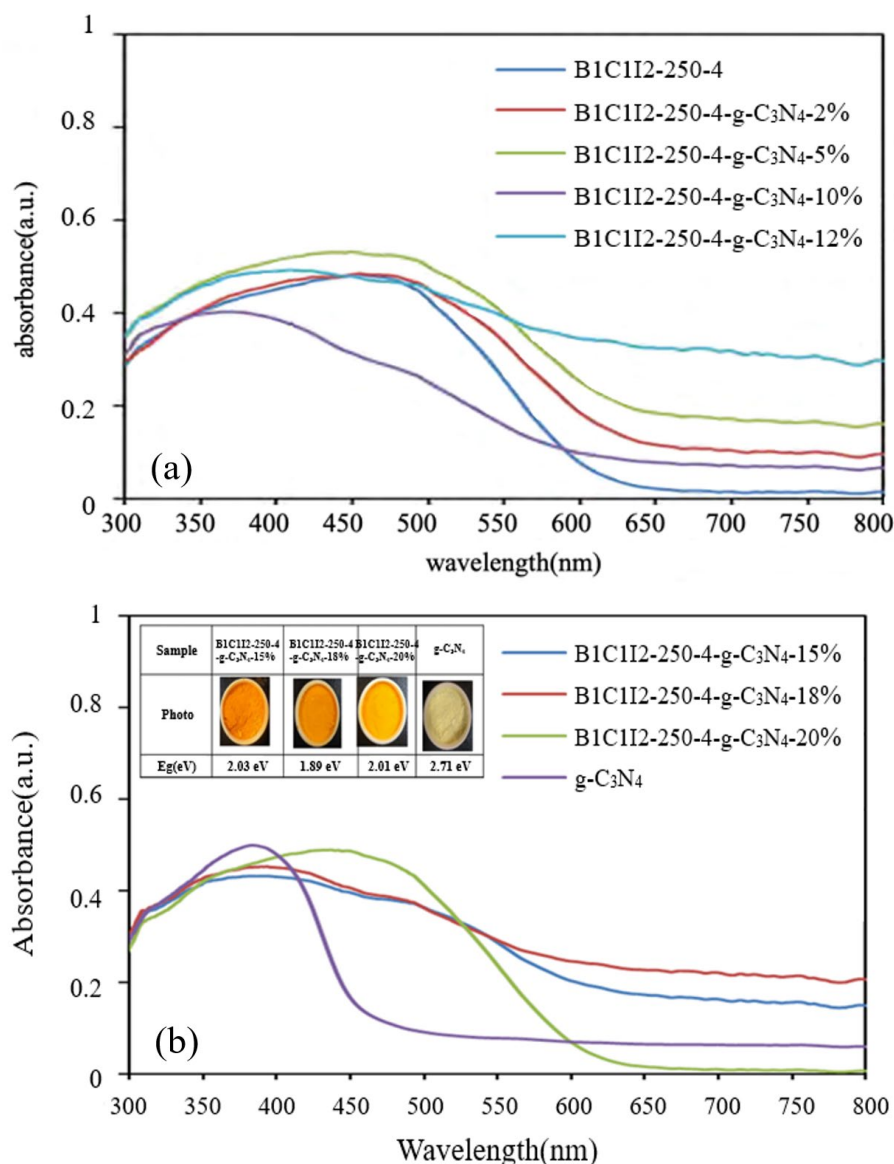 1
0.8
0.6
0.4
0.2
0
absorbance(a.u.)
B1C1I2-250-4
B1C1I2-250-4-g-C₃N₄-2%
B1C1I2-250-4-g-C₃N₄-5%
B1C1I2-250-4-g-C₃N₄-10%
B1C1I2-250-4-g-C₃N₄-12%
(a)
300 350 400 450 500 550 600 650 700 750 800
wavelength(nm)
1
0.8
0.6
0.4
0.2
0
Absorbance(a.u.)
Sample
B1C1I2-250-4
-g-C₃N₄-15%
B1C1I2-250-4
-g-C₃N₄-18%
B1C1I2-250-4
-g-C₃N₄-20%
g-C₃N₄
Photo
Eg(eV) 2.03 eV 1.89 eV 2.01 eV 2.71 eV
B1C1I2-250-4-g-C₃N₄-15%
B1C1I2-250-4-g-C₃N₄-18%
B1C1I2-250-4-g-C₃N₄-20%
g-C₃N₄
(b)
300 350 400 450 500 550 600 650 700 750 800
Wavelength(nm)